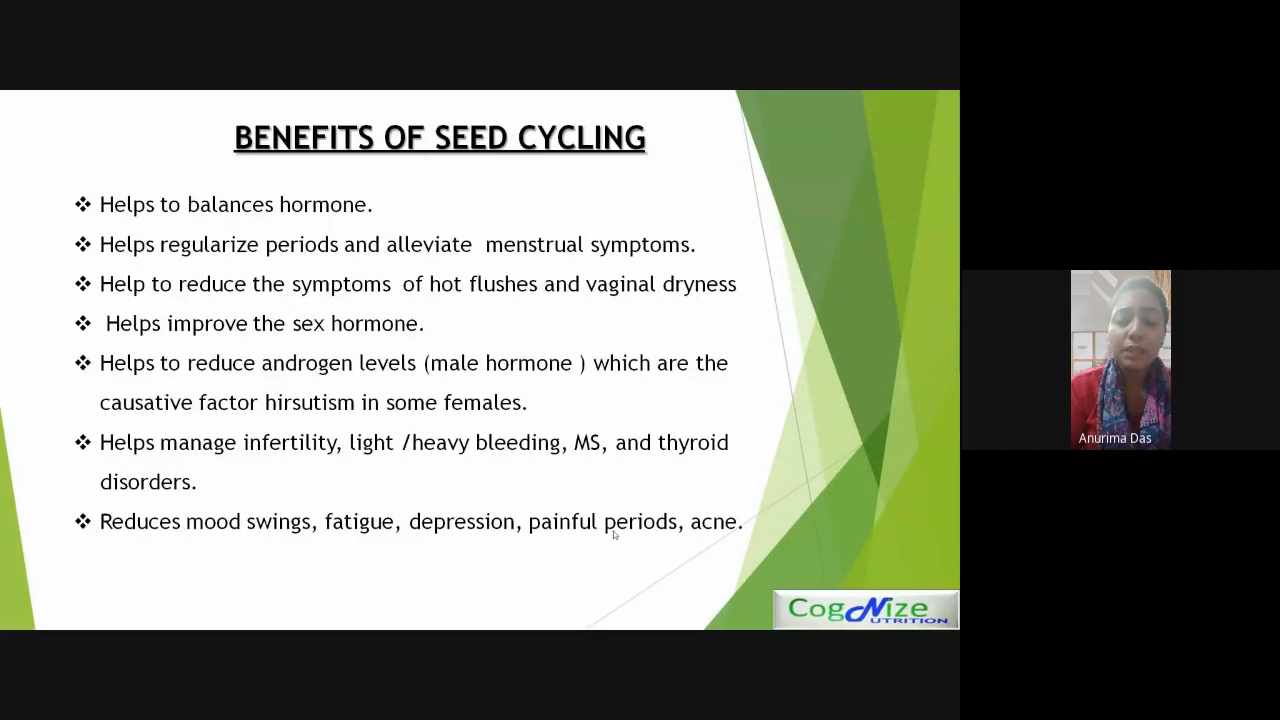 BENEFITS OF SEED CYCLING
❖ Helps to balances hormone.
❖ Helps regularize periods and alleviate  menstrual symptoms.
❖ Help to reduce the symptoms  of hot flushes and vaginal dryness
❖  Helps improve the sex hormone.
❖ Helps to reduce androgen levels (male hormone ) which are the
causative factor hirsutism in some females.
❖ Helps manage infertility, light /heavy bleeding, MS, and thyroid
disorders.
❖ Reduces mood swings, fatigue, depression, painful periods, acne.
CogNize
NUTRITION
Anurima Das